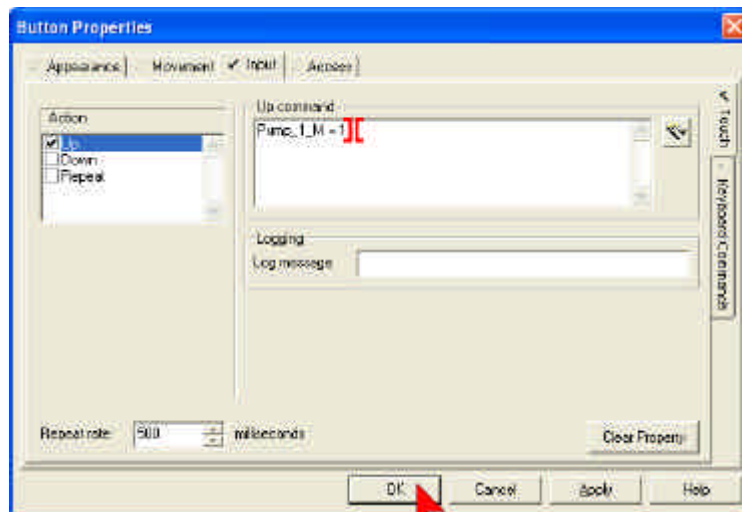 Button Properties
Appearance Movement Input Access
Action
Up
Down
Repeat
Up command
Pump_1_M = 1
Logging
Log message
Touch
Keyboard Commands
Repeat rate: 500 milliseconds
Clear Property
OK Cancel Apply Help